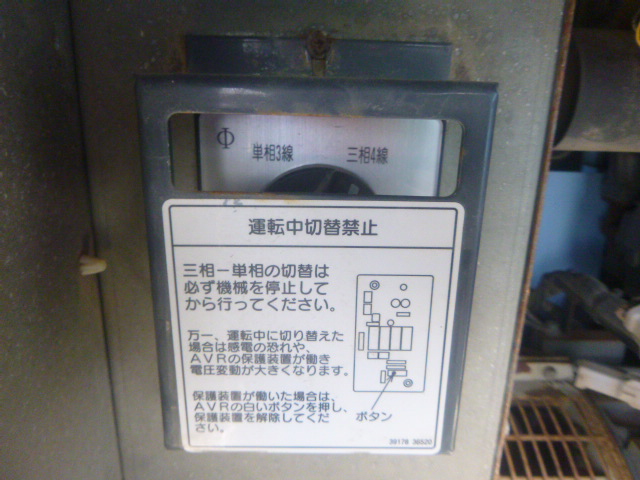 Φ
単相3線 三相4線
運転中切替禁止
三相－単相の切替は
必ず機械を停止して
から行ってください。
万一、運転中に切り替えた
場合は感電の恐れや、
AVRの保護装置が働き
電圧変動が大きくなります。
保護装置が働いた場合は、
AVRの白いボタンを押し、
保護装置を解除してくだ
さい。
ボタン
39178 36520